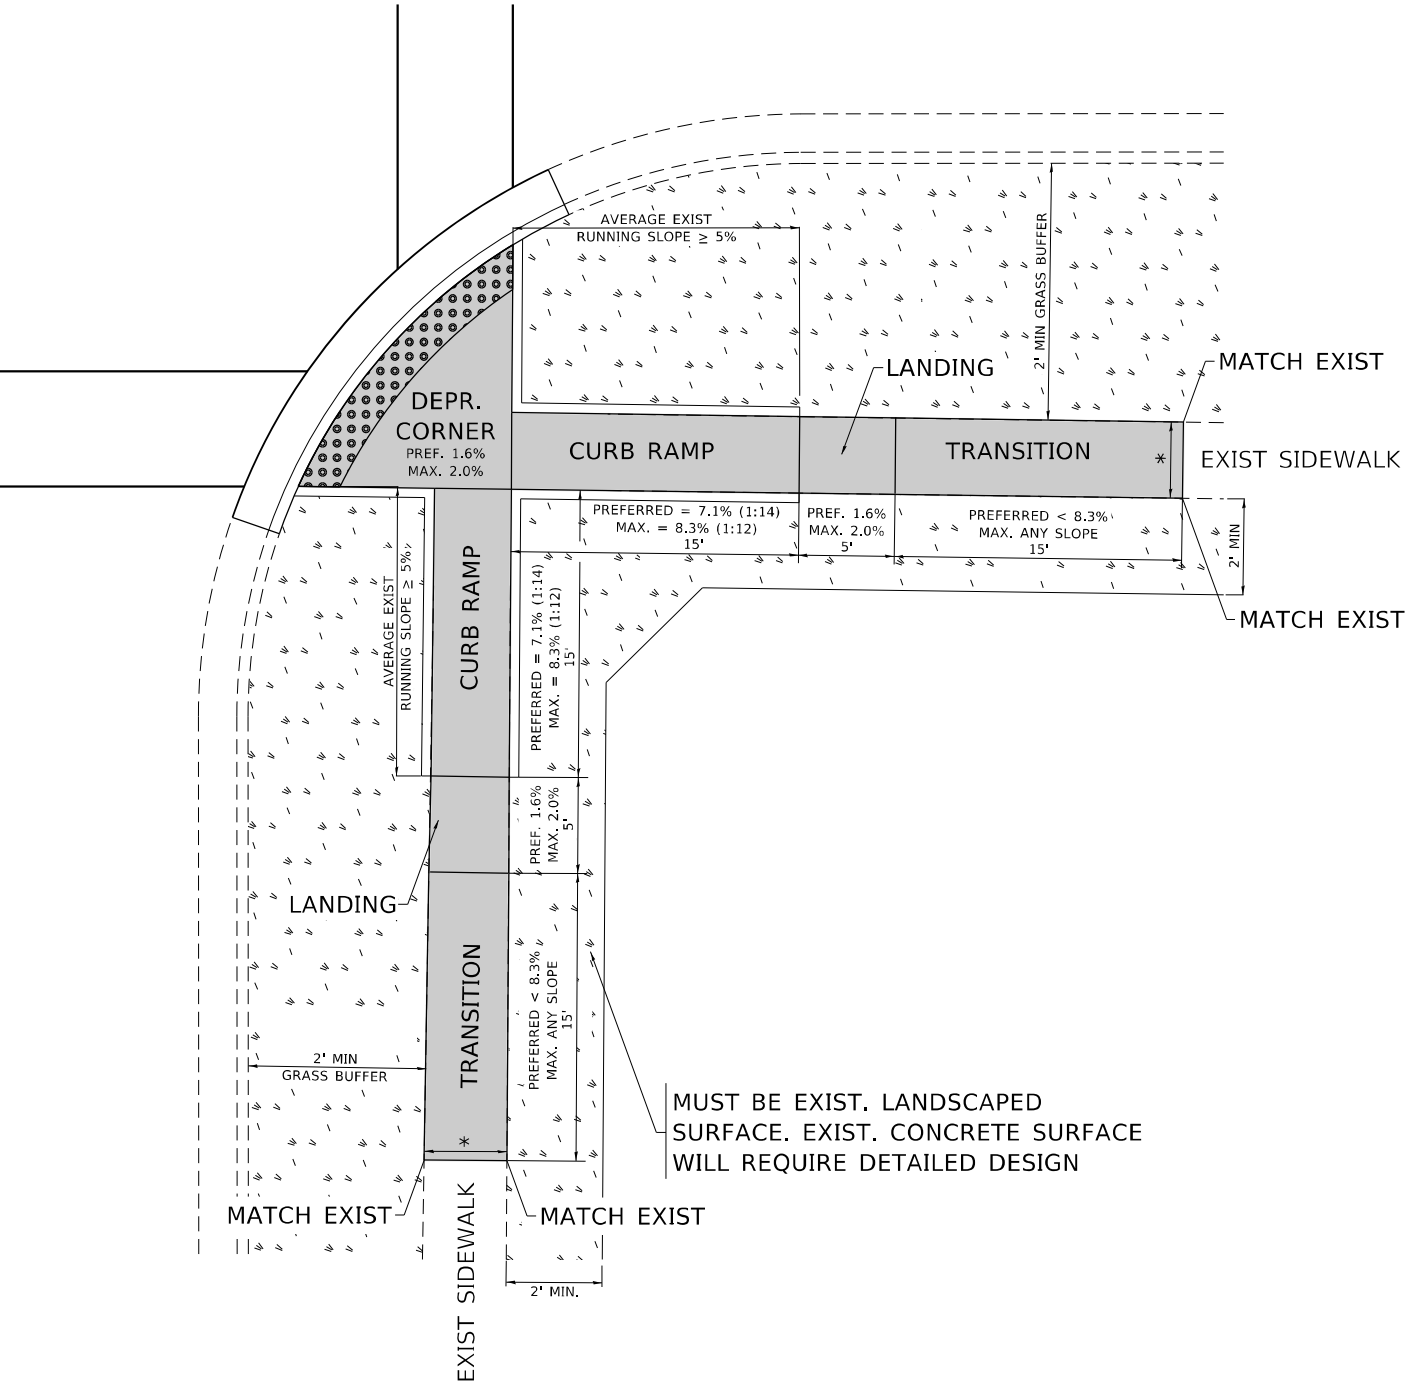 AVERAGE EXIST
RUNNING SLOPE ≥ 5%
2' MIN GRASS BUFFER
LANDING
MATCH EXIST
DEPR.
CORNER
PREF. 1.6%
MAX. 2.0%
CURB RAMP
TRANSITION
*
EXIST SIDEWALK
PREFERRED = 7.1% (1:14)
MAX. = 8.3% (1:12)
15'
PREF. 1.6%
MAX. 2.0%
5'
PREFERRED < 8.3%
MAX. ANY SLOPE
15'
2' MIN
MATCH EXIST
AVERAGE EXIST
RUNNING SLOPE ≥ 5%
CURB RAMP
PREFERRED = 7.1% (1:14)
MAX. = 8.3% (1:12)
15'
PREF. 1.6%
MAX. 2.0%
5'
LANDING
TRANSITION
PREFERRED < 8.3%
MAX. ANY SLOPE
15'
2' MIN
GRASS BUFFER
MUST BE EXIST. LANDSCAPED
SURFACE. EXIST. CONCRETE SURFACE
WILL REQUIRE DETAILED DESIGN
*
MATCH EXIST
MATCH EXIST
EXIST SIDEWALK
2' MIN.